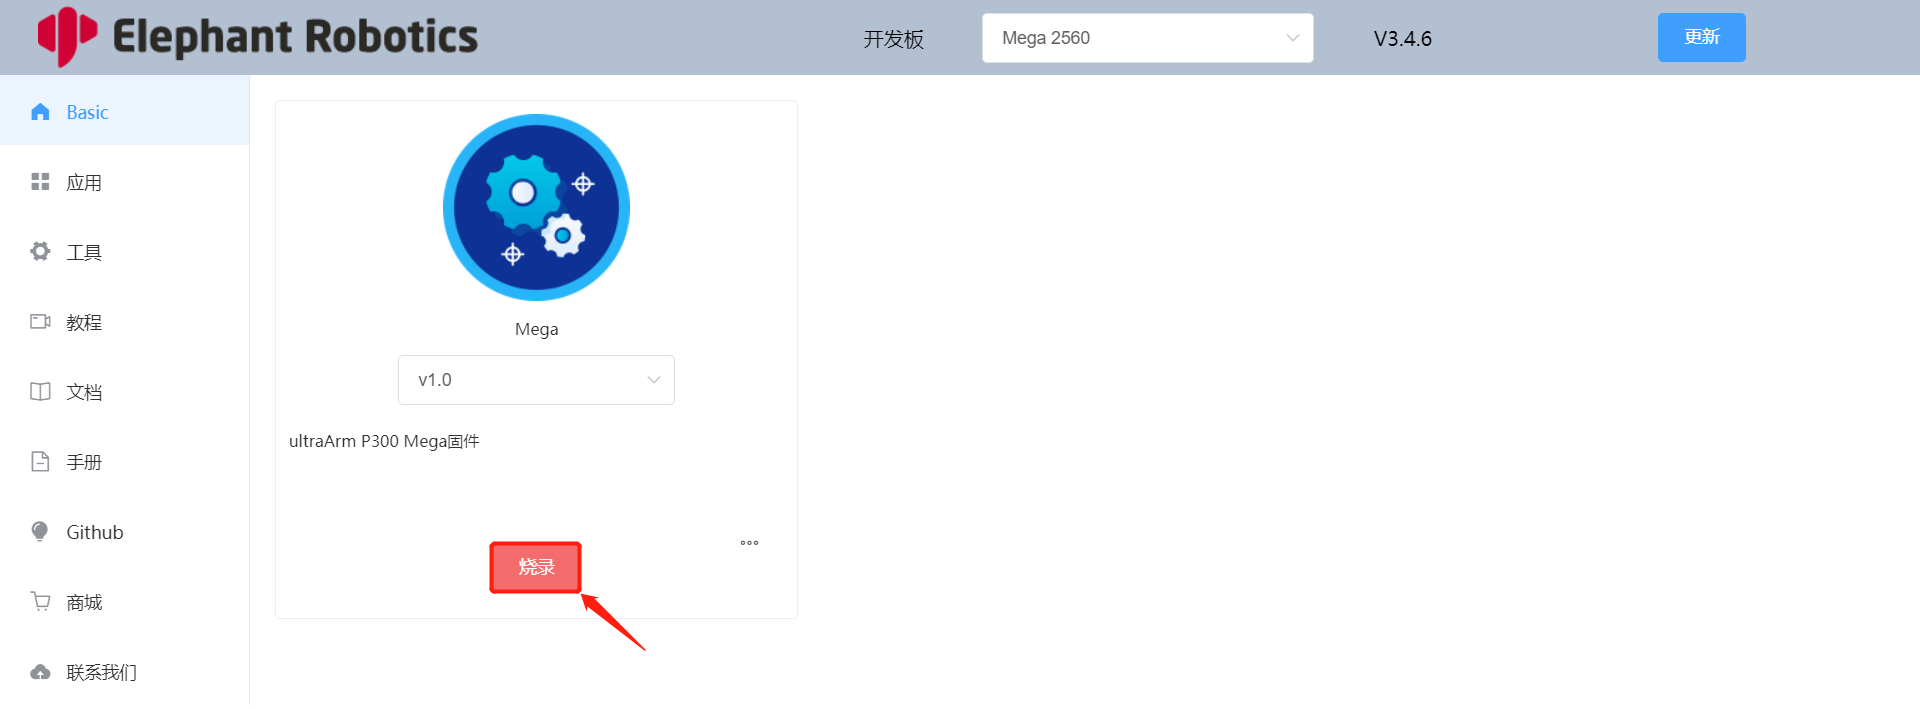 Elephant Robotics
开发板
Mega 2560
V3.4.6
更新
Basic
应用
工具
教程
文档
手册
Github
商城
联系我们
Mega
v1.0
ultraArm P300 Mega固件
烧录